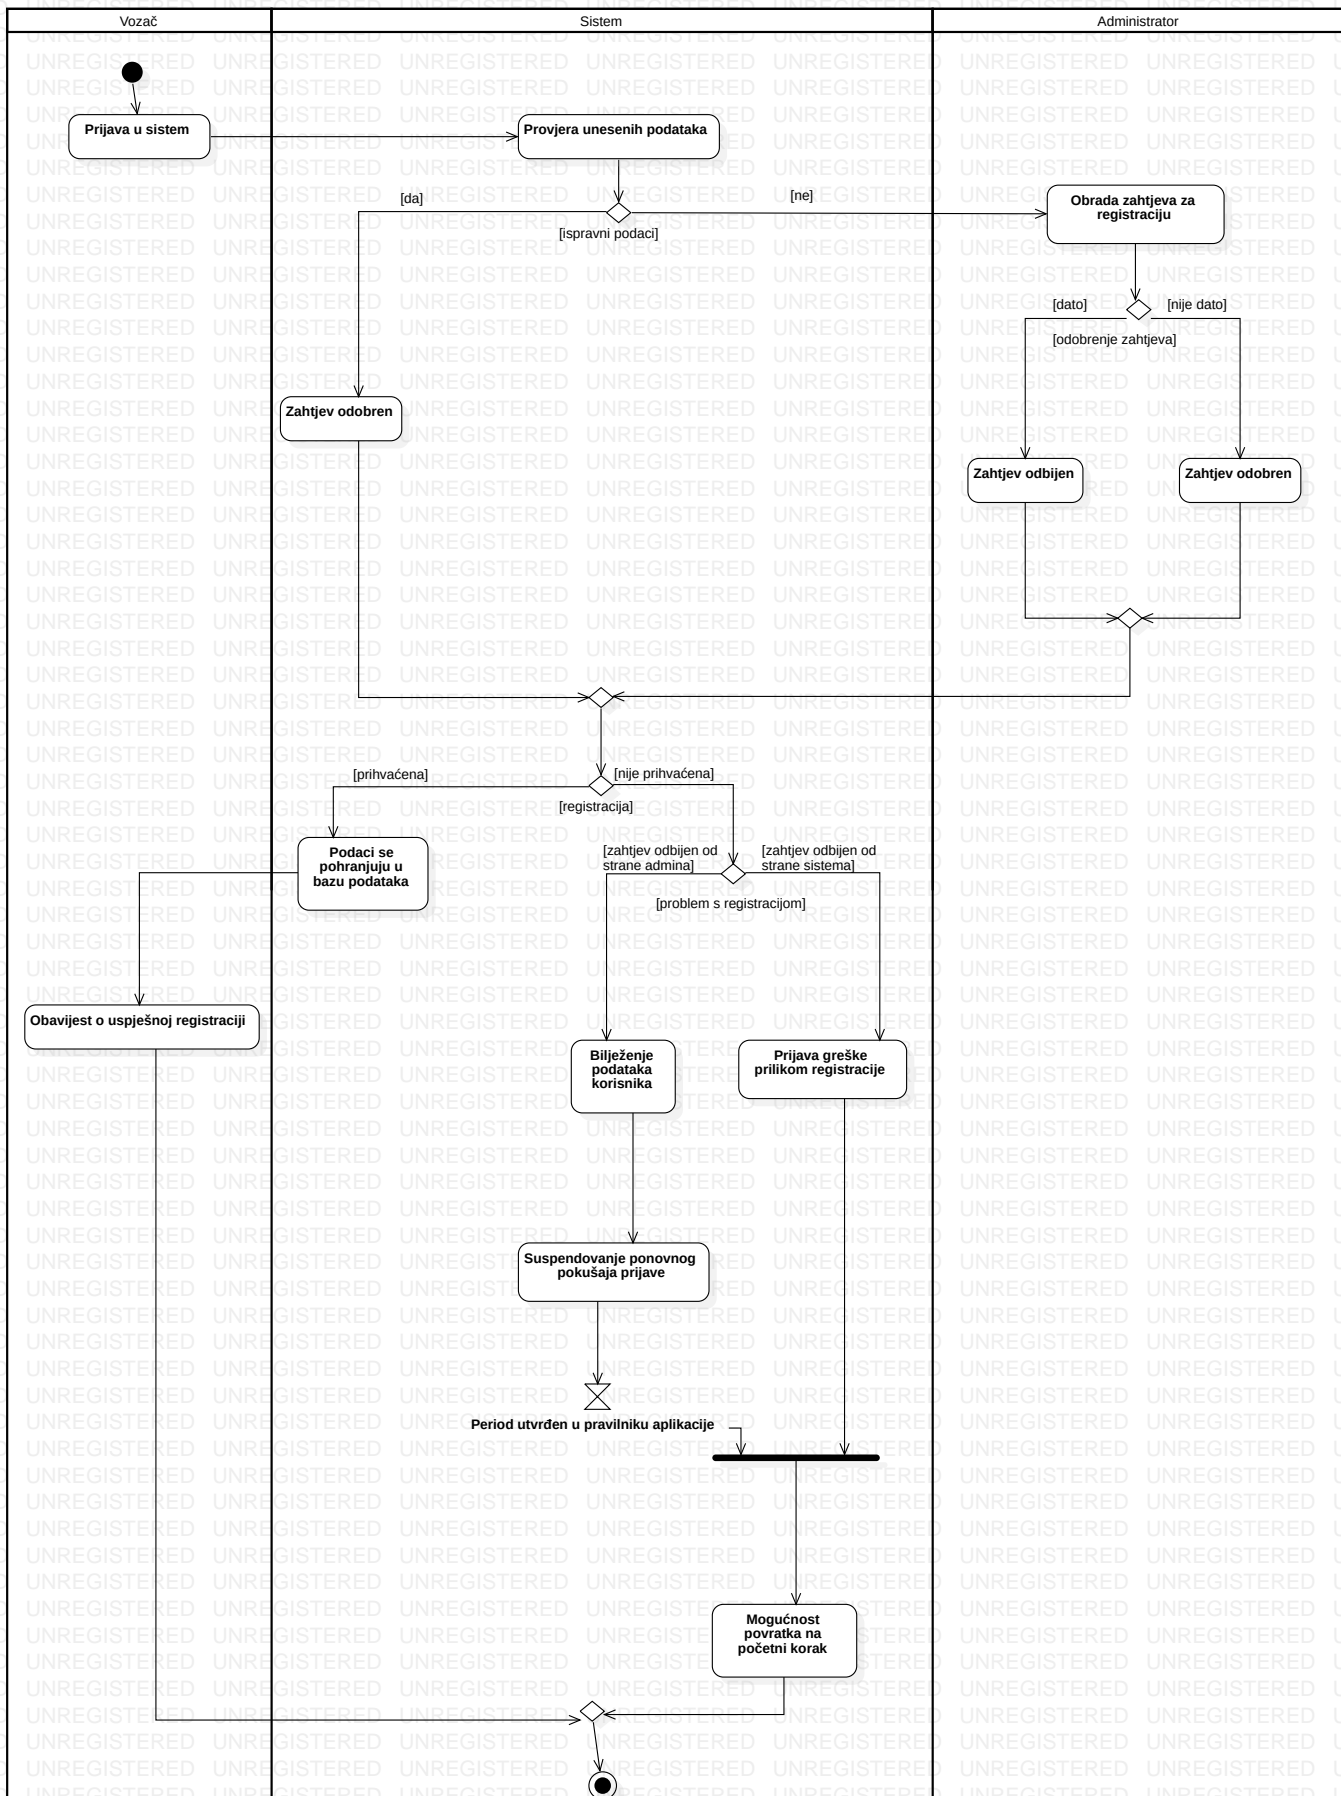 Vozač
Sistem
Administrator
Prijava u sistem
Provjera unesenih podataka
[da]
[ne]
[ispravni podaci]
Obrada zahtjeva za
registraciju
[dato]
[nije dato]
[odobrenje zahtjeva]
Zahtjev odobren
Zahtjev odbijen
Zahtjev odobren
[prihvaćena]
[nije prihvaćena]
[registracija]
Podaci se
pohranjuju u
bazu podataka
[zahtjev odbijen od
strane admina]
[zahtjev odbijen od
strane sistema]
[problem s registracijom]
Obavijest o uspješnoj registraciji
Bilježenje
podataka
korisnika
Prijava greške
prilikom registracije
Suspendovanje ponovnog
pokušaja prijave
Period utvrđen u pravilniku aplikacije
Mogućnost
povratka na
početni korak
UNREGISTERED